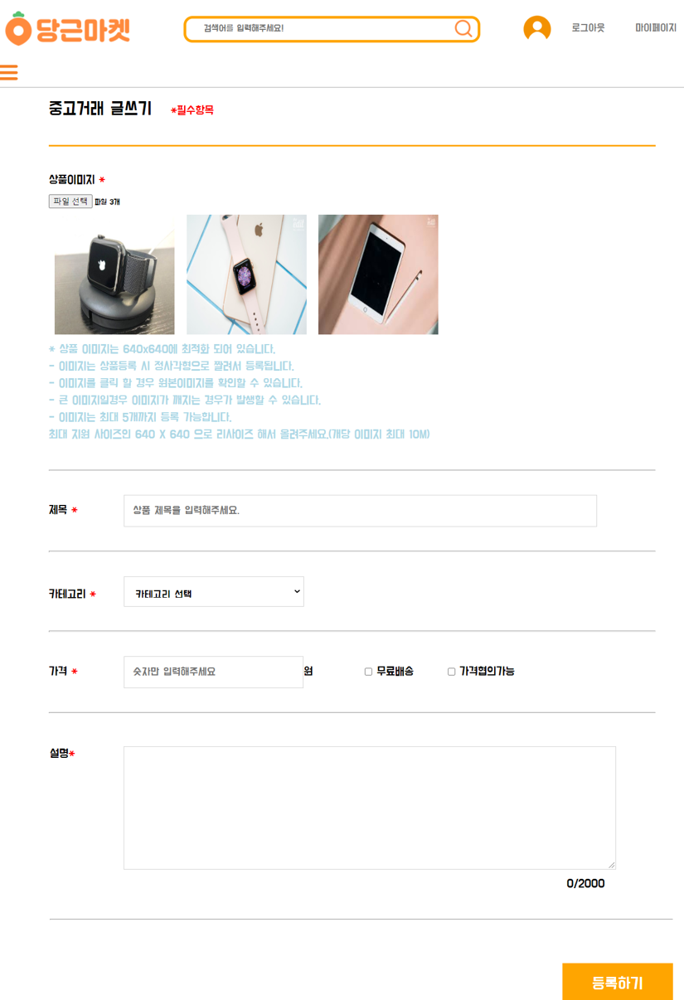 당근마켓
검색어를 입력해주세요!
로그아웃
마이페이지
중고거래 글쓰기 *필수항목
상품이미지 *
파일 선택 파일 3개
* 상품 이미지는 640x640에 최적화 되어 있습니다.
- 이미지는 상품등록 시 정사각형으로 짤려서 등록됩니다.
- 이미지를 클릭 할 경우 원본이미지를 확인할 수 있습니다.
- 큰 이미지일경우 이미지가 깨지는 경우가 발생할 수 있습니다.
- 이미지는 최대 5개까지 등록 가능합니다.
최대 지원 사이즈인 640 X 640 으로 리사이즈 해서 올려주세요.(개당 이미지 최대 10M)
제목 *
상품 제목을 입력해주세요.
카테고리 *
카테고리 선택
가격 *
숫자만 입력해주세요 원
무료배송
가격협의가능
설명*
0/2000
등록하기